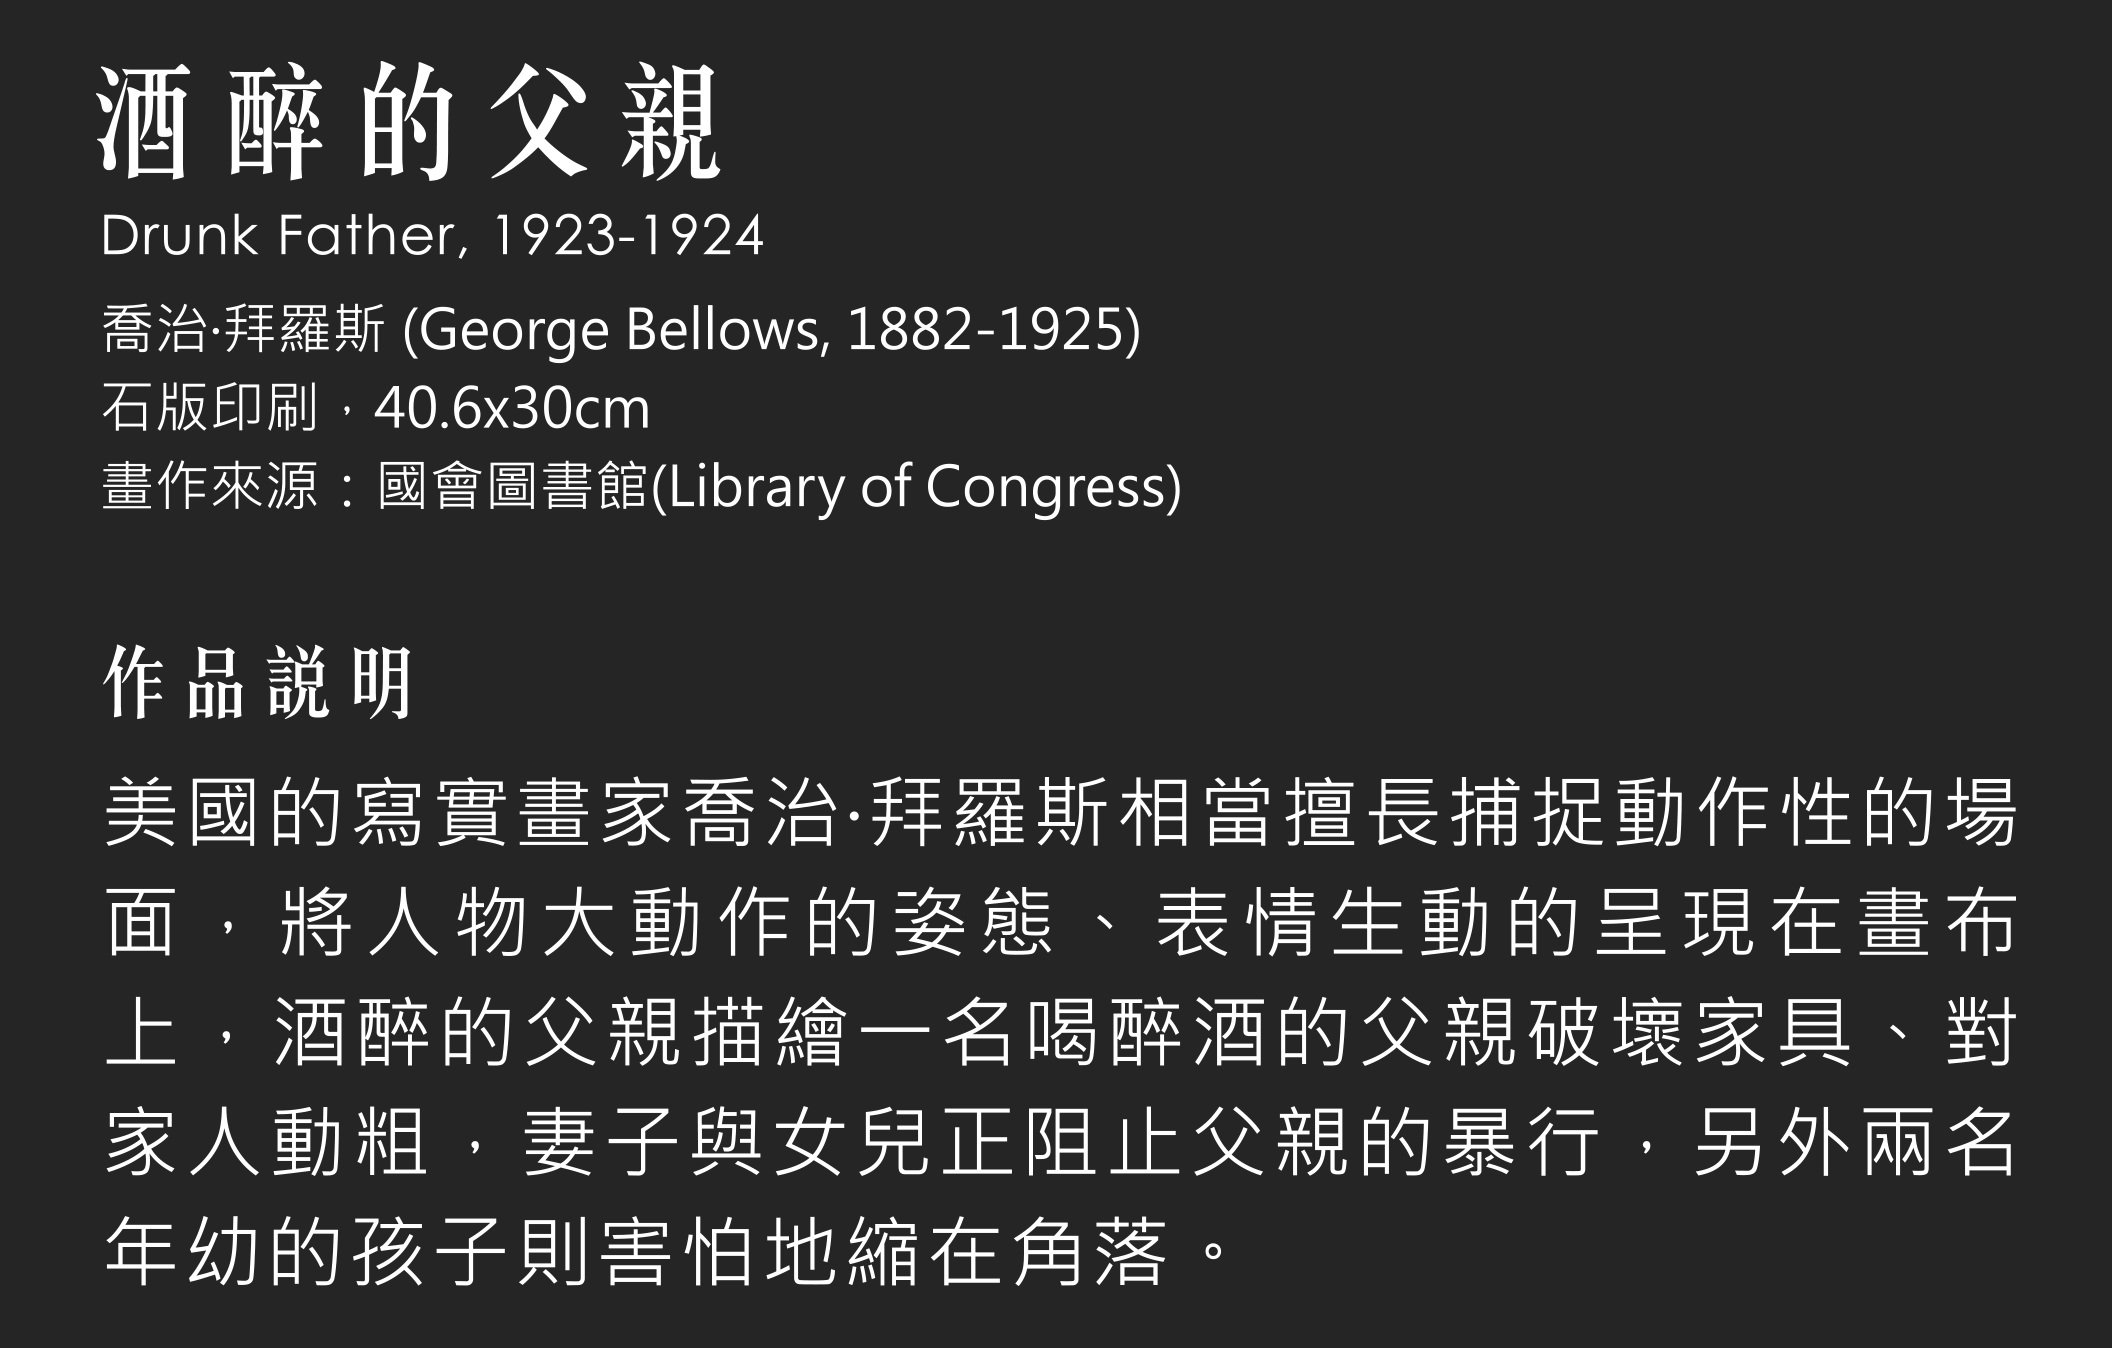 酒醉的父親
Drunk Father, 1923-1924
喬治·拜羅斯 (George Bellows, 1882-1925)
石版印刷，40.6x30cm
畫作來源：國會圖書館(Library of Congress)
作品説明
美國的寫實畫家喬治·拜羅斯相當擅長捕捉動作性的場
面，將人物大動作的姿態、表情生動的呈現在畫布
上，酒醉的父親描繪一名喝醉酒的父親破壞家具、對
家人動粗，妻子與女兒正阻止父親的暴行，另外兩名
年幼的孩子則害怕地縮在角落。